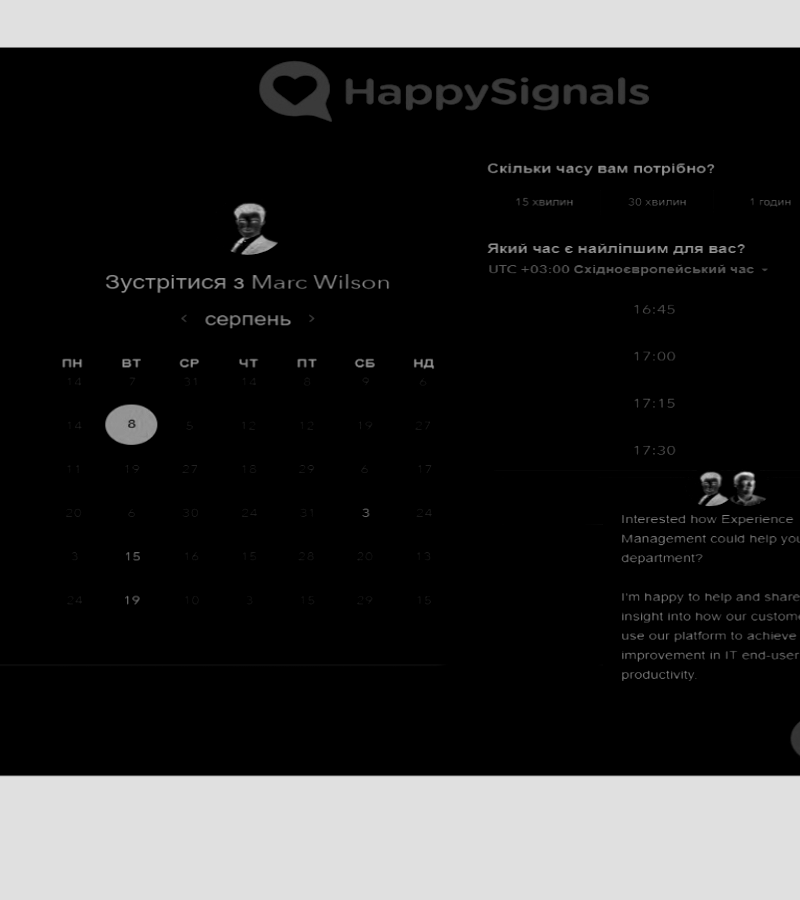 HappySignals
Скільки часу вам потрібно?
15 хвилин 30 хвилин 1 годин
Який час є найліпшим для вас?
UTC +03:00 Східноєвропейський час
Зустрітися з Marc Wilson
серпень
ПН ВТ СР ЧТ ПТ СБ НД
14 7 31 14 8 9 6
14 8 5 12 12 19 27
11 19 27 18 29 6 17
20 6 30 24 31 3 24
3 15 16 15 28 20 13
24 19 10 3 15 29 15
16:45
17:00
17:15
17:30
Interested how Experience
Management could help you
department?
I'm happy to help and share
insight into how our custome
use our platform to achieve
improvement in IT end-user
productivity.